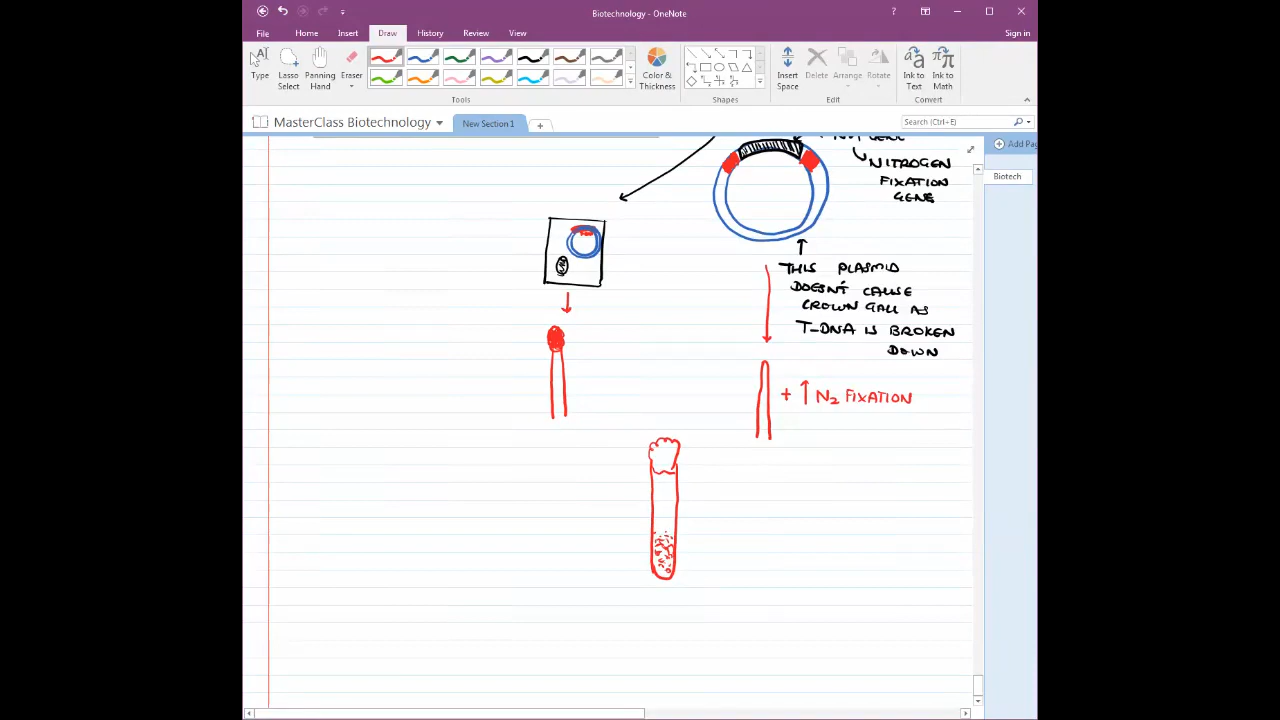 Biotechnology - OneNote
File Home Insert Draw History Review View
Sign in
Type
Lasso Select
Panning Hand
Eraser
Color & Thickness
Insert Space
Delete
Arrange
Rotate
Ink to Text
Ink to Math
Tools
Shapes
Edit
Convert
MasterClass Biotechnology
New Section 1
Search (Ctrl+E)
Add Pag
Biotech
GENE
NITROGEN
FIXATION
GENE
THIS PLASMID
DOESN'T CAUSE
CROWN GALL AS
T-DNA IS BROKEN
DOWN
+ ↑ N2 FIXATION